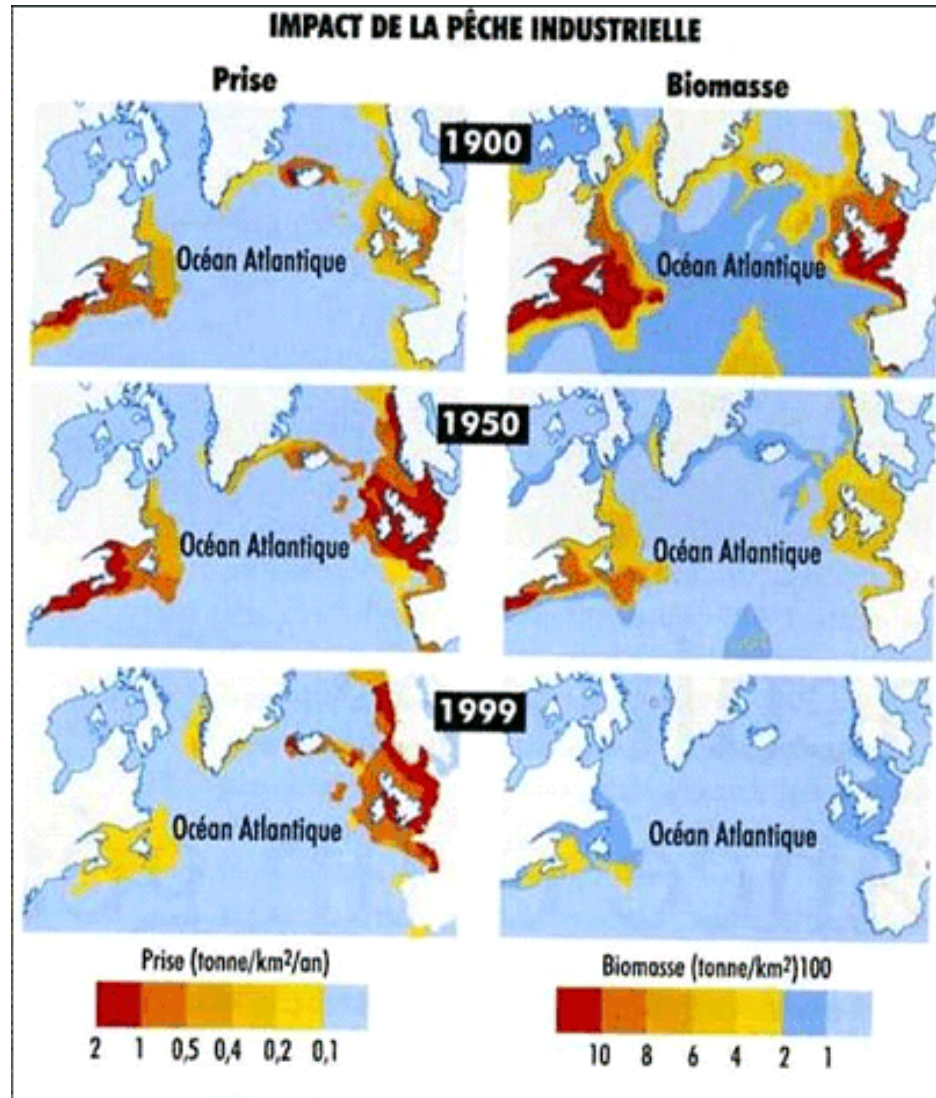 IMPACT DE LA PÊCHE INDUSTRIELLE
Prise
Biomasse
1900
Océan Atlantique
Océan Atlantique
1950
Océan Atlantique
Océan Atlantique
1999
Océan Atlantique
Océan Atlantique
Prise (tonne/km²/an)
2 1 0,5 0,4 0,2 0,1
Biomasse (tonne/km²)100
10 8 6 4 2 1